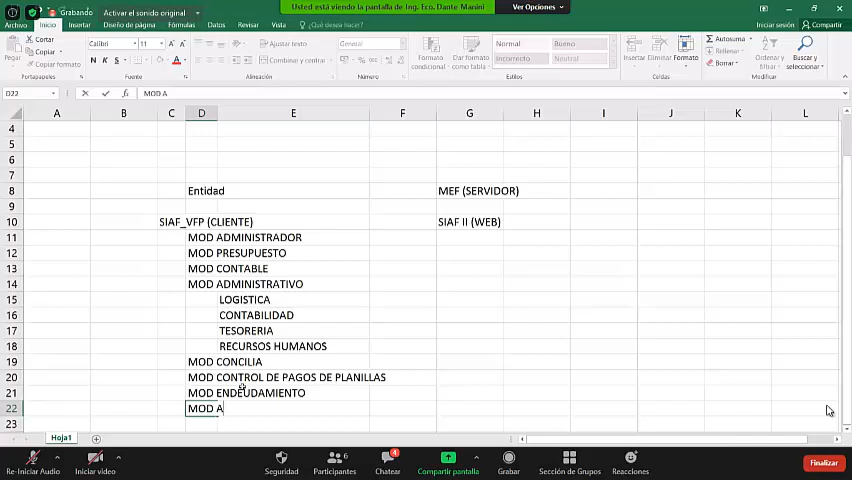 Grabando
Activar el sonido original
Usted está viendo la pantalla de Ing. Eco. Dante Manini
Ver Opciones
Archivo Inicio Insertar Diseño de página Fórmulas Datos Revisar Vista ¿Qué desea hacer?
Iniciar sesión Compartir
Pegar
Cortar
Copiar
Copiar formato
Portapapeles
Calibri 11
N K S
Fuente
Ajustar texto
Combinar y centrar
Alineación
General
Número
Formato condicional
Dar formato como tabla
Normal Bueno
Incorrecto Neutral
Estilos
Insertar Eliminar Formato
Celdas
Autosuma
Rellenar
Borrar
Buscar y seleccionar
Modificar
D22 MOD A
A B C D E F G H I J K L
4
5
6
7
8 Entidad MEF (SERVIDOR)
9
10 SIAF_VFP (CLIENTE) SIAF II (WEB)
11 MOD ADMINISTRADOR
12 MOD PRESUPUESTO
13 MOD CONTABLE
14 MOD ADMINISTRATIVO
15 LOGISTICA
16 CONTABILIDAD
17 TESORERIA
18 RECURSOS HUMANOS
19 MOD CONCILIA
20 MOD CONTROL DE PAGOS DE PLANILLAS
21 MOD ENDEUDAMIENTO
22 MOD A
23
Hoja1
Re-Iniciar Audio Iniciar video Seguridad Participantes 6 Chatear 4 Compartir pantalla Grabar Sección de Grupos Reacciones Finalizar